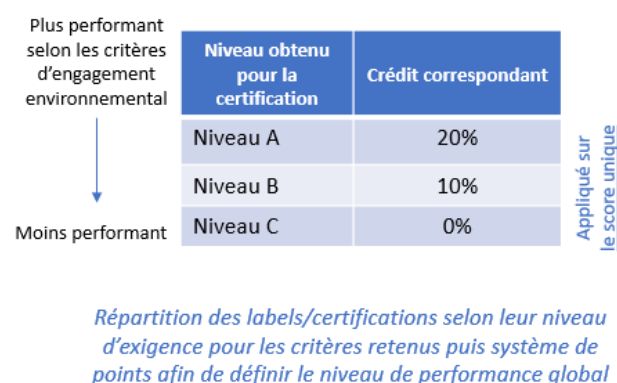 Plus performant
selon les critères
d'engagement
environnemental
Moins performant
Niveau obtenu
pour la
certification
Crédit correspondant
Niveau A 20%
Niveau B 10%
Niveau C 0%
Appliqué sur
le score unique
Répartition des labels/certifications selon leur niveau
d'exigence pour les critères retenus puis système de
points afin de définir le niveau de performance global